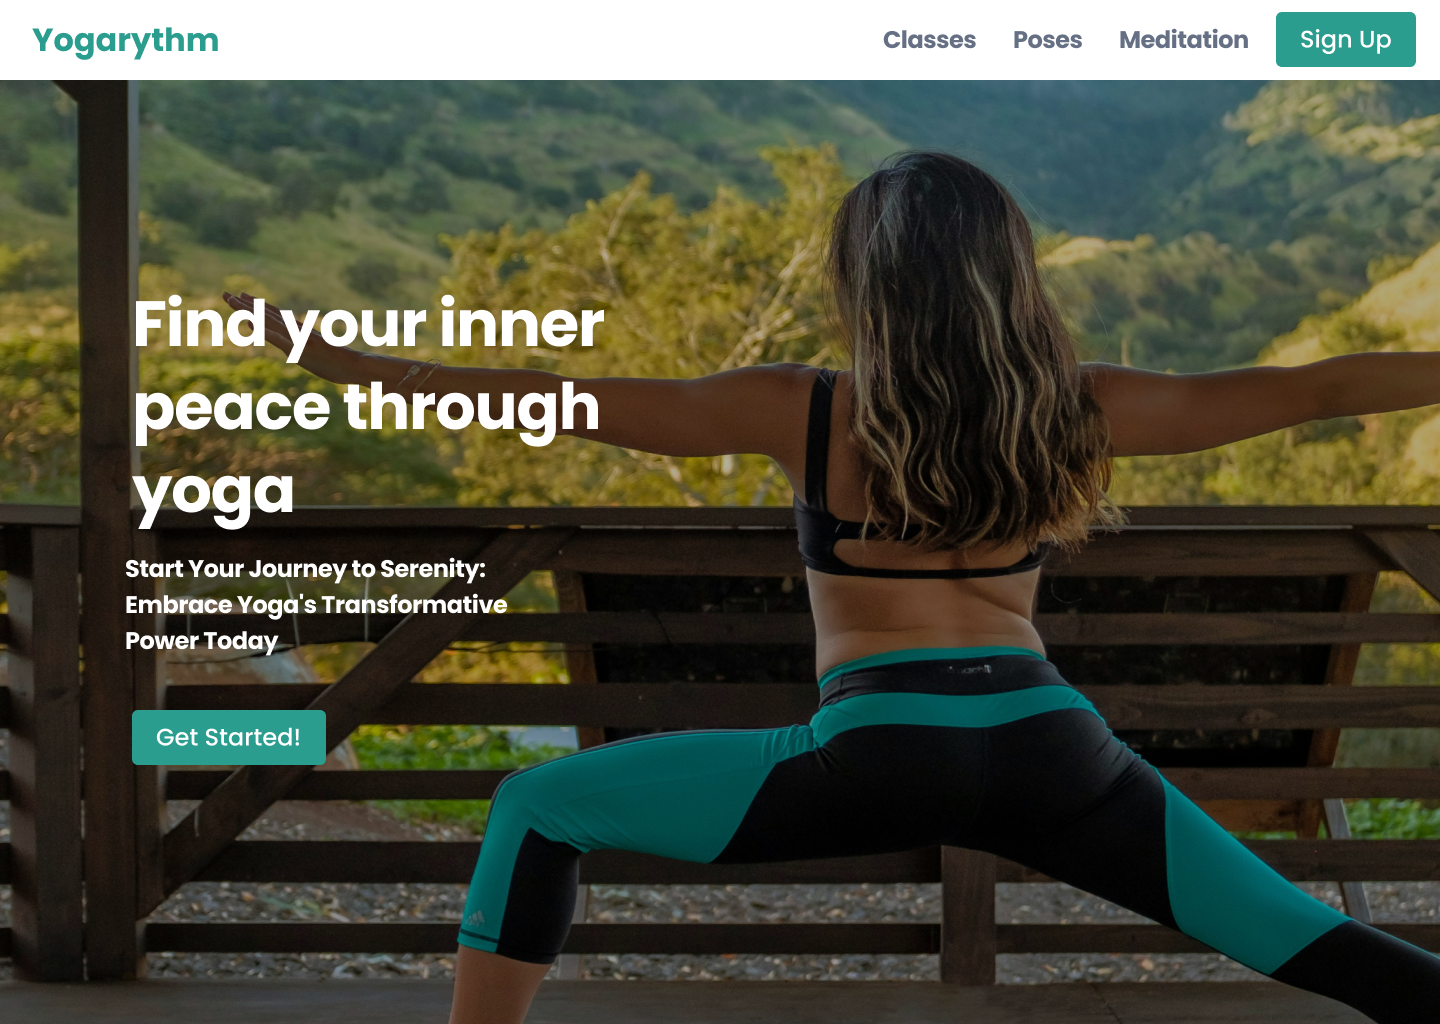 Yogarythm
Classes Poses Meditation Sign Up
Find your inner
peace through
yoga
Start Your Journey to Serenity:
Embrace Yoga's Transformative
Power Today
Get Started!